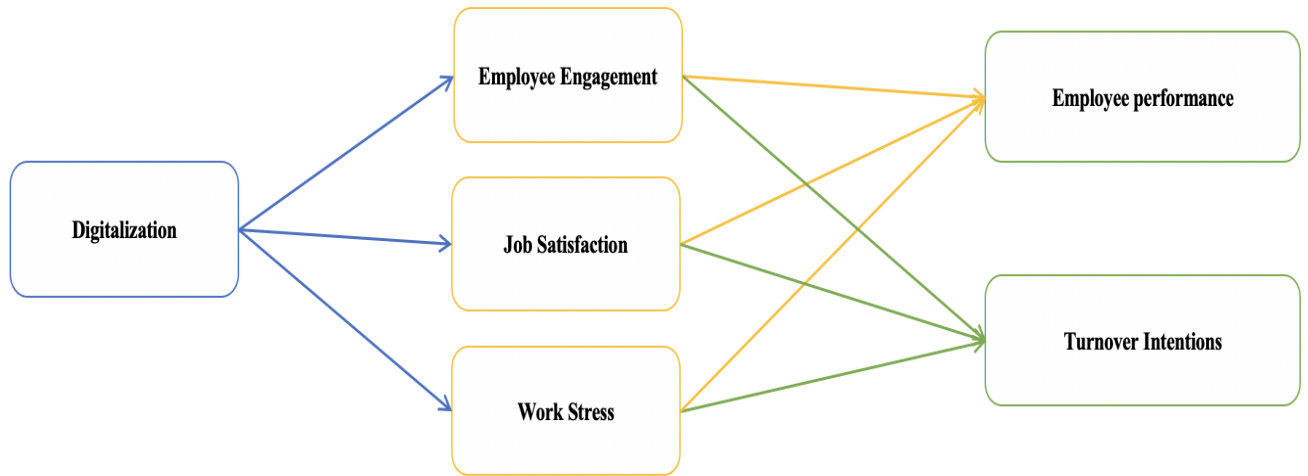 Employee Engagement
Employee performance
Digitalization
Job Satisfaction
Turnover Intentions
Work Stress